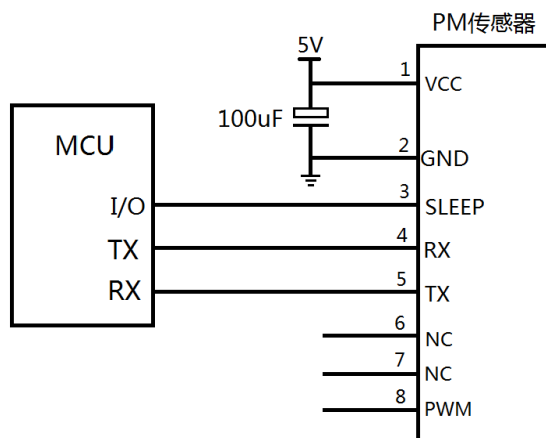 PM传感器
5V
1
VCC
100uF
MCU
2
GND
I/O
3
SLEEP
TX
4
RX
RX
5
TX
6
NC
7
NC
8
PWM